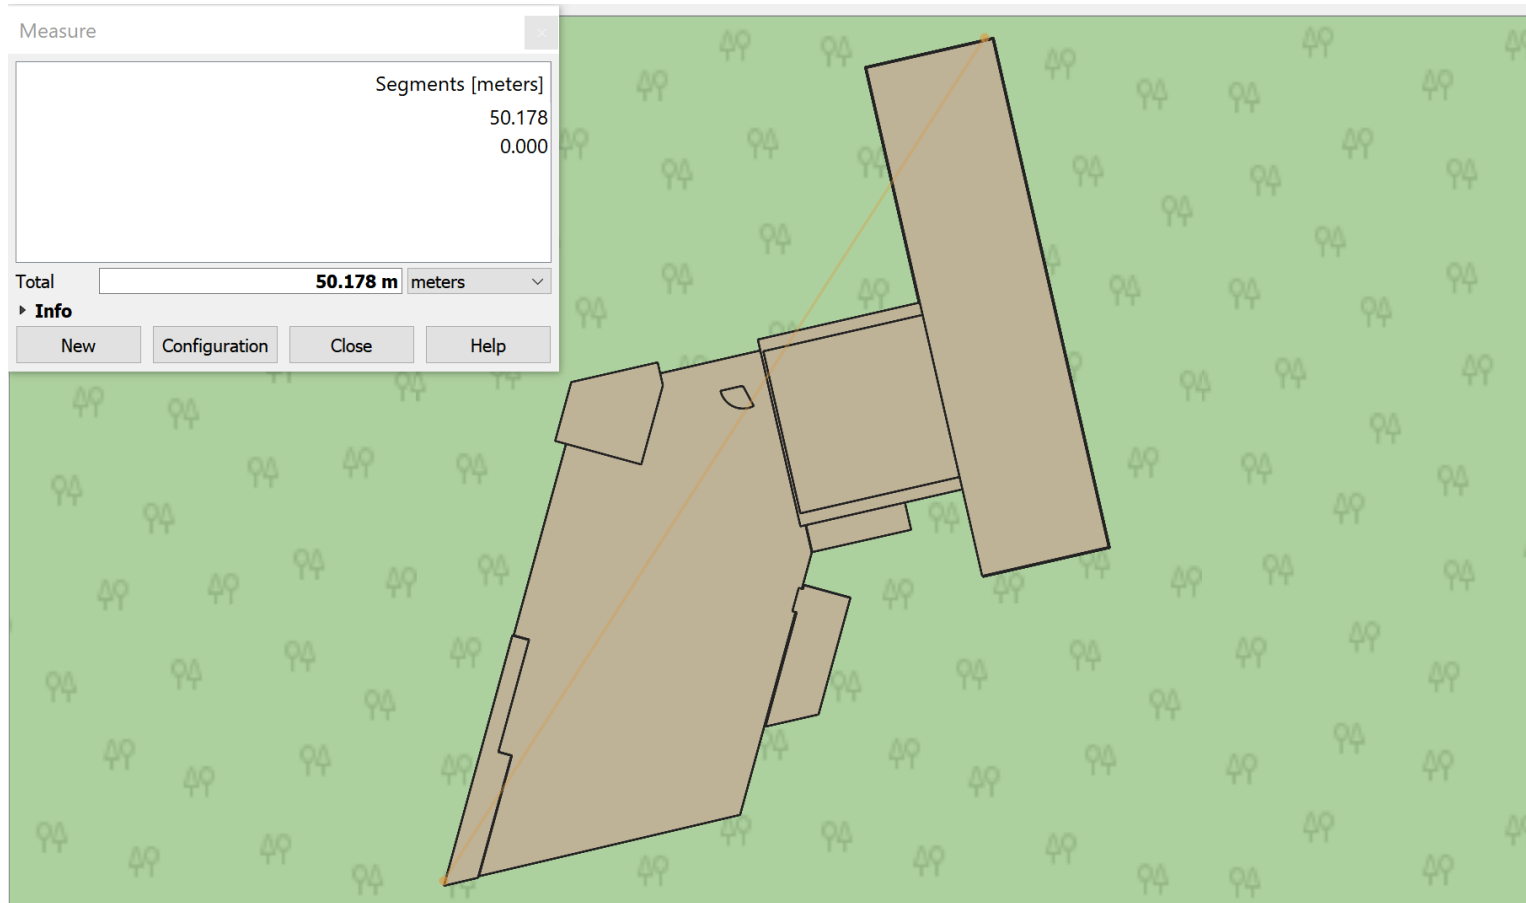 Measure
Segments [meters]
50.178
0.000
Total 50.178 m meters
Info
New Configuration Close Help